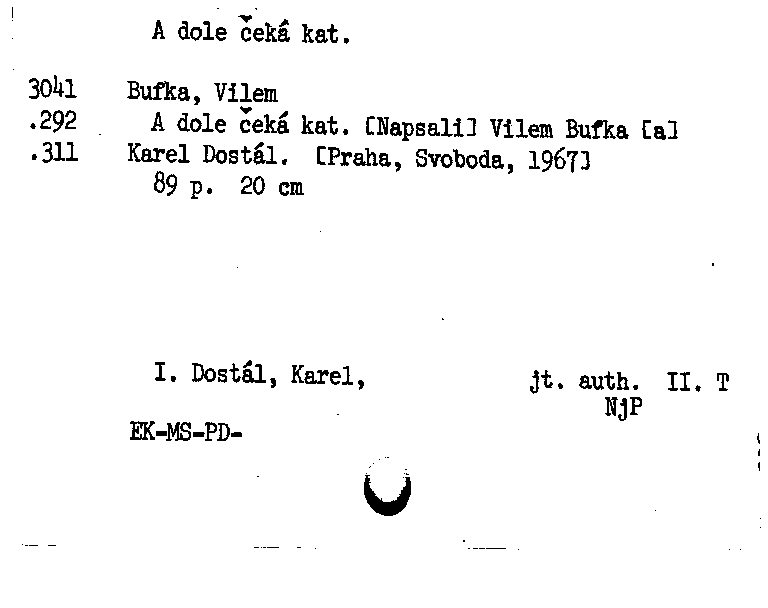 A dole čeká kat.
3041 Bufka, Vilem
.292 A dole čeká kat. [Napsali] Vilem Bufka [a]
.311 Karel Dostál. [Praha, Svoboda, 1967]
89 p. 20 cm
I. Dostál, Karel, jt. auth. II. T
NjP
EK-MS-PD-